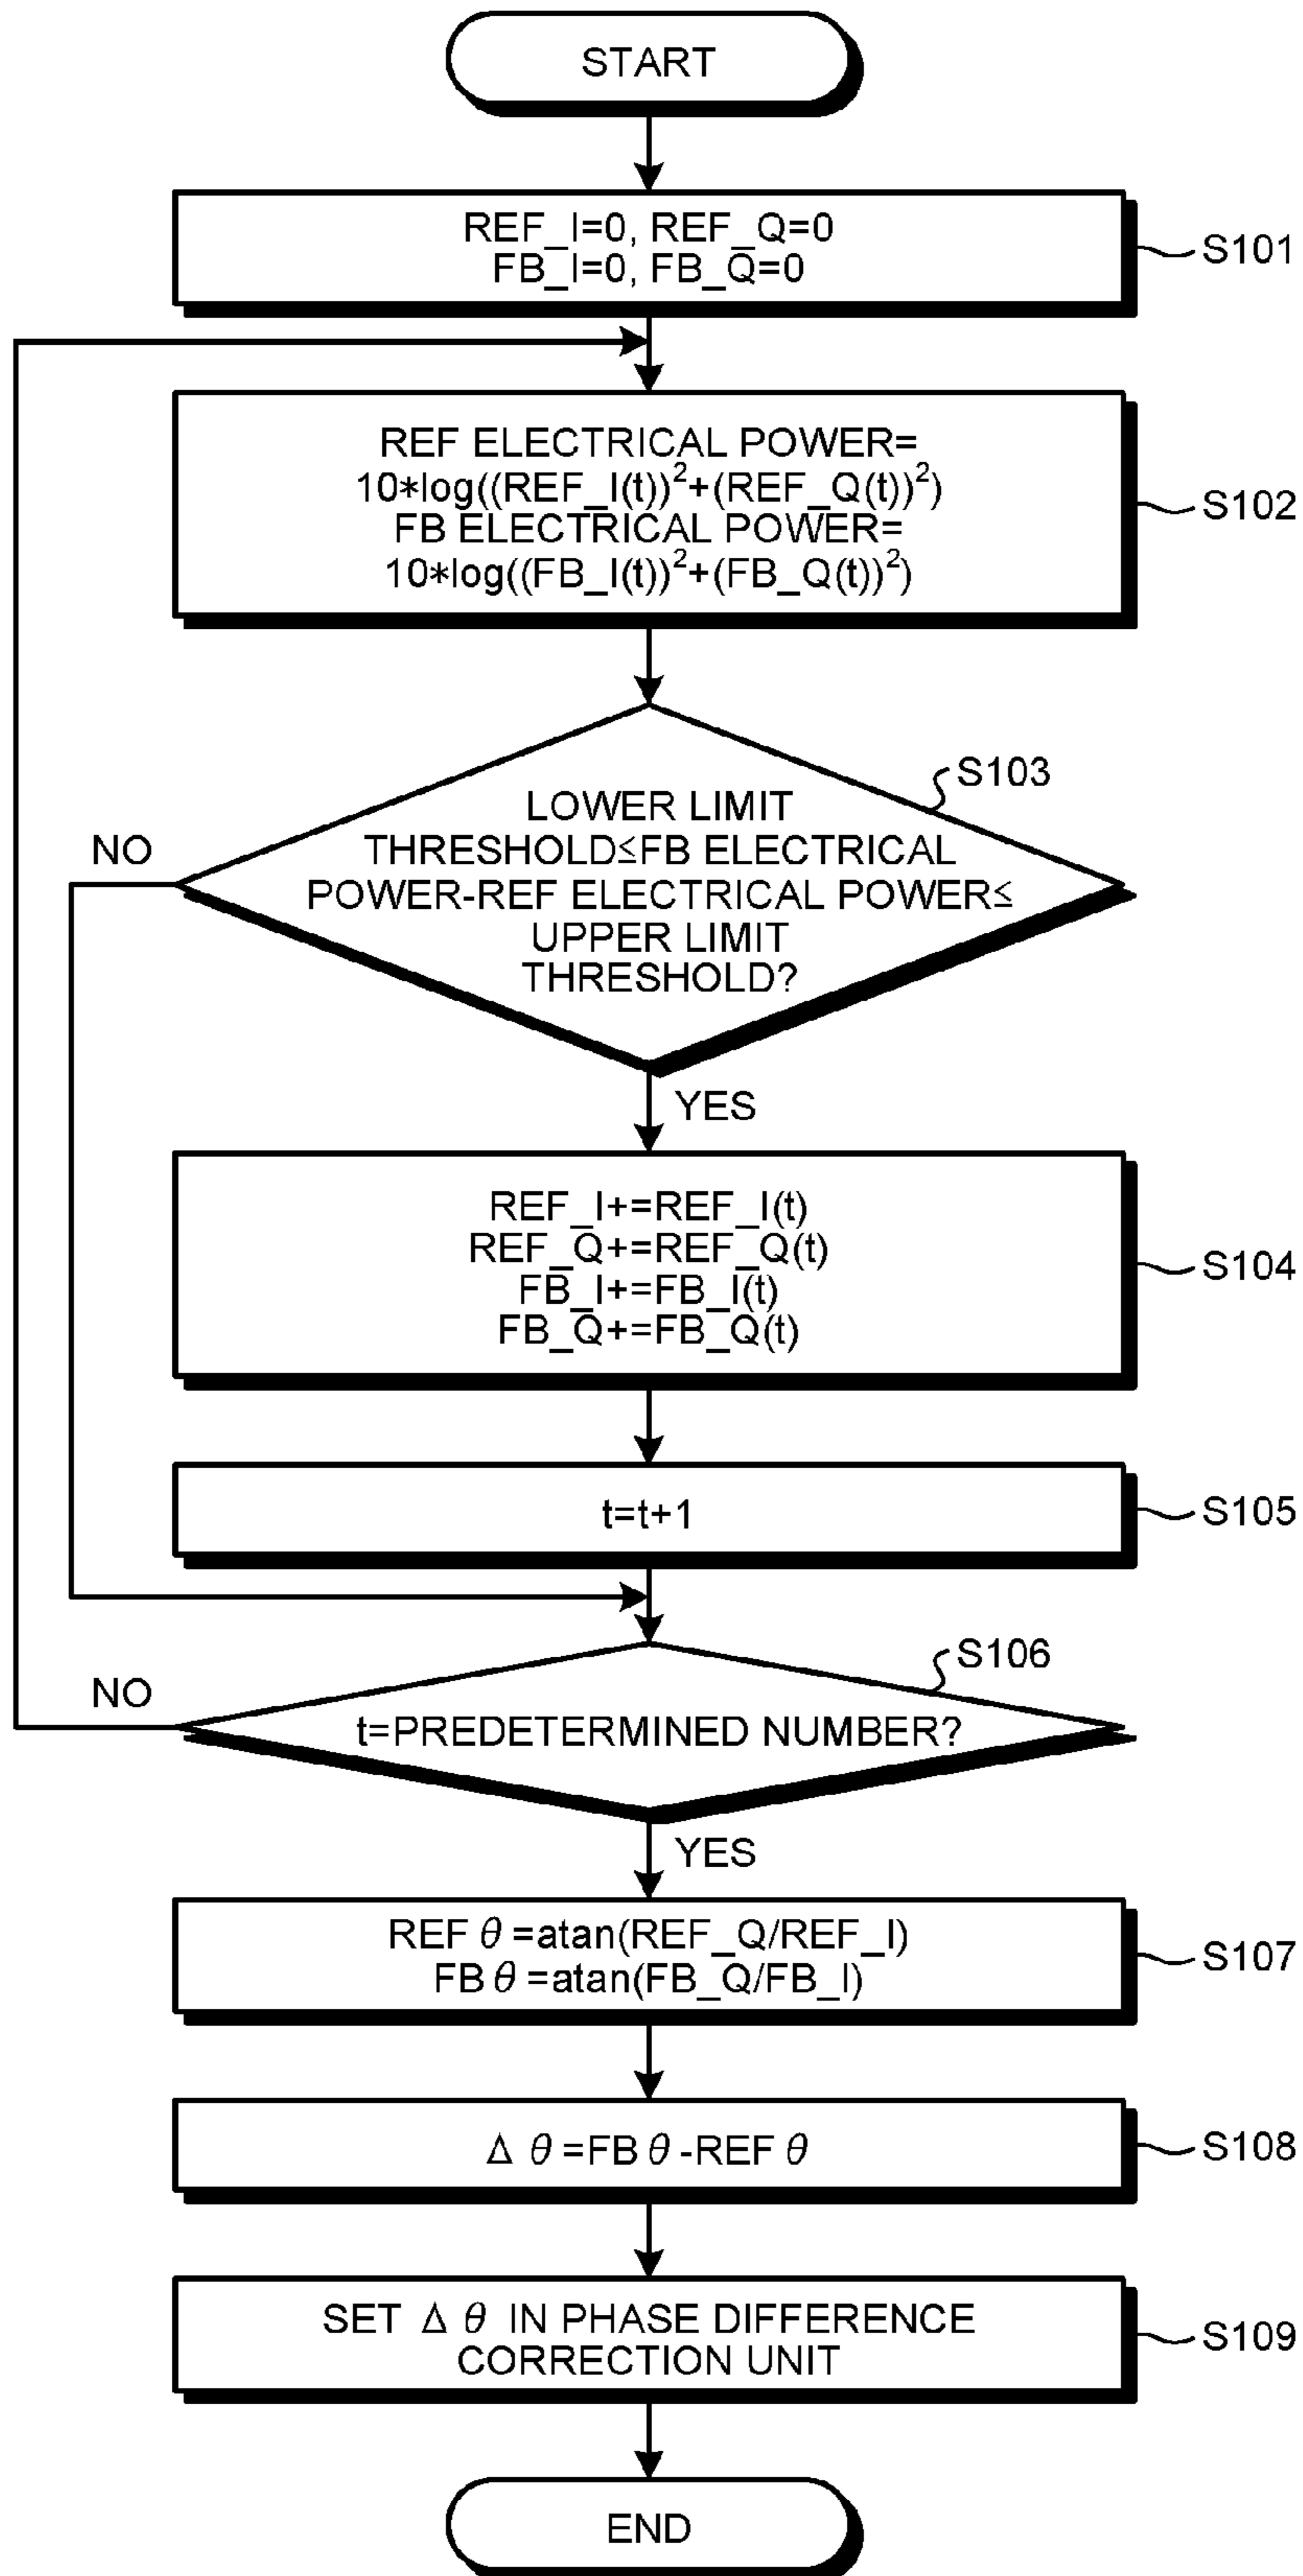 START
REF_I=0, REF_Q=0
FB_I=0, FB_Q=0
S101
REF ELECTRICAL POWER=
10*log((REF_I(t))²+(REF_Q(t))²)
FB ELECTRICAL POWER=
10*log((FB_I(t))²+(FB_Q(t))²)
S102
S103
LOWER LIMIT
THRESHOLD≤FB ELECTRICAL
POWER-REF ELECTRICAL POWER≤
UPPER LIMIT
THRESHOLD?
NO
YES
REF_I+=REF_I(t)
REF_Q+=REF_Q(t)
FB_I+=FB_I(t)
FB_Q+=FB_Q(t)
S104
t=t+1
S105
S106
NO
t=PREDETERMINED NUMBER?
YES
REF θ =atan(REF_Q/REF_I)
FB θ =atan(FB_Q/FB_I)
S107
Δ θ =FB θ -REF θ
S108
SET Δ θ IN PHASE DIFFERENCE
CORRECTION UNIT
S109
END